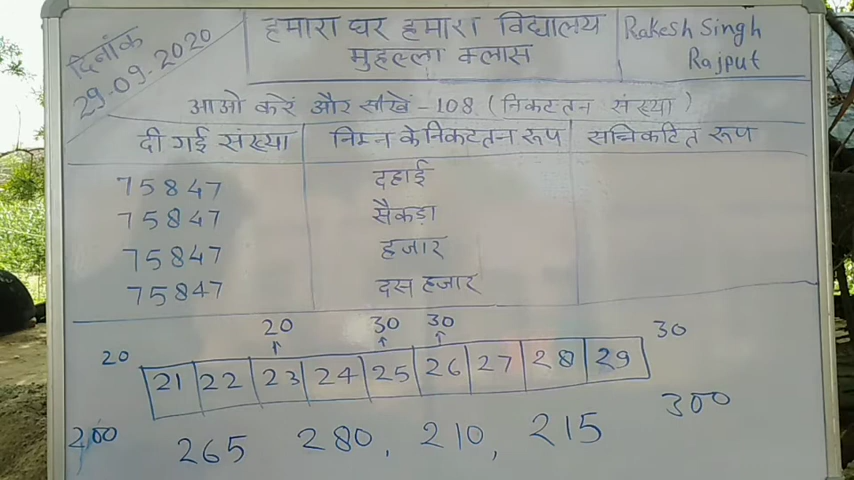 दिनांक
29-09-2020
हमारा घर हमारा विद्यालय
मुहल्ला क्लास
Rakesh Singh
Rajput
आओ करें और सीखें -108 (निकटतन संख्या)
दी गई संख्या निम्न के निकटतन रूप सन्निकटित रूप
75847 दहाई
75847 सैकड़ा
75847 हजार
75847 दस हजार
20 30 30
20 21 22 23 24 25 26 27 28 29 30
200 265 280, 210, 215 300